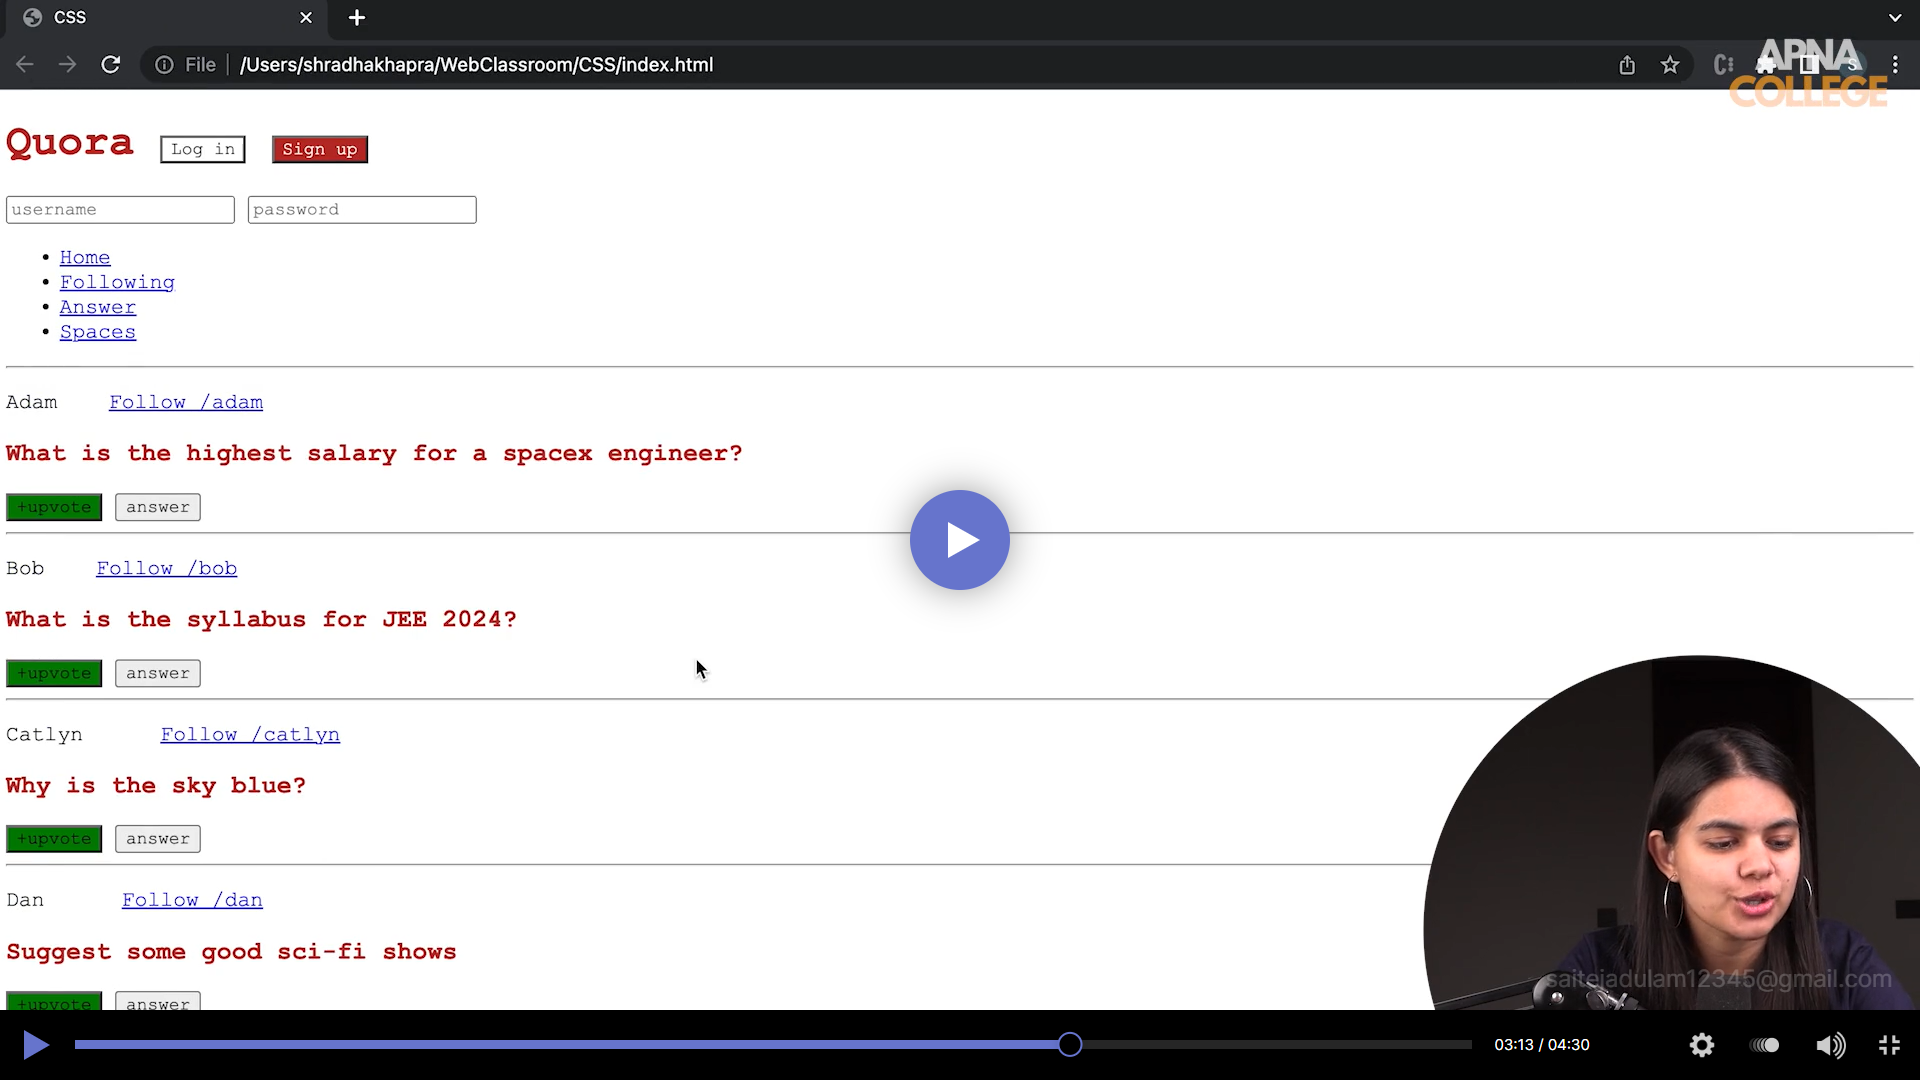 CSS
File /Users/shradhakhapra/WebClassroom/CSS/index.html
APNA
COLLEGE
Quora Log in Sign up
username password
Home
Following
Answer
Spaces
Adam Follow /adam
What is the highest salary for a spacex engineer?
+upvote answer
Bob Follow /bob
What is the syllabus for JEE 2024?
+upvote answer
Catlyn Follow /catlyn
Why is the sky blue?
+upvote answer
Dan Follow /dan
Suggest some good sci-fi shows
+upvote answer
saitejadulam12345@gmail.com
03:13 / 04:30